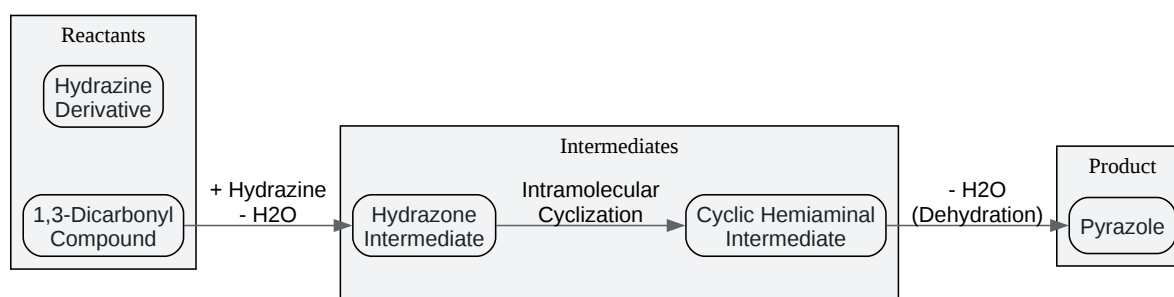 Reactants
Hydrazine
Derivative
1,3-Dicarbonyl
Compound
+ Hydrazine
- H2O
Intermediates
Hydrazone
Intermediate
Intramolecular
Cyclization
Cyclic Hemiaminal
Intermediate
- H2O
(Dehydration)
Product
Pyrazole